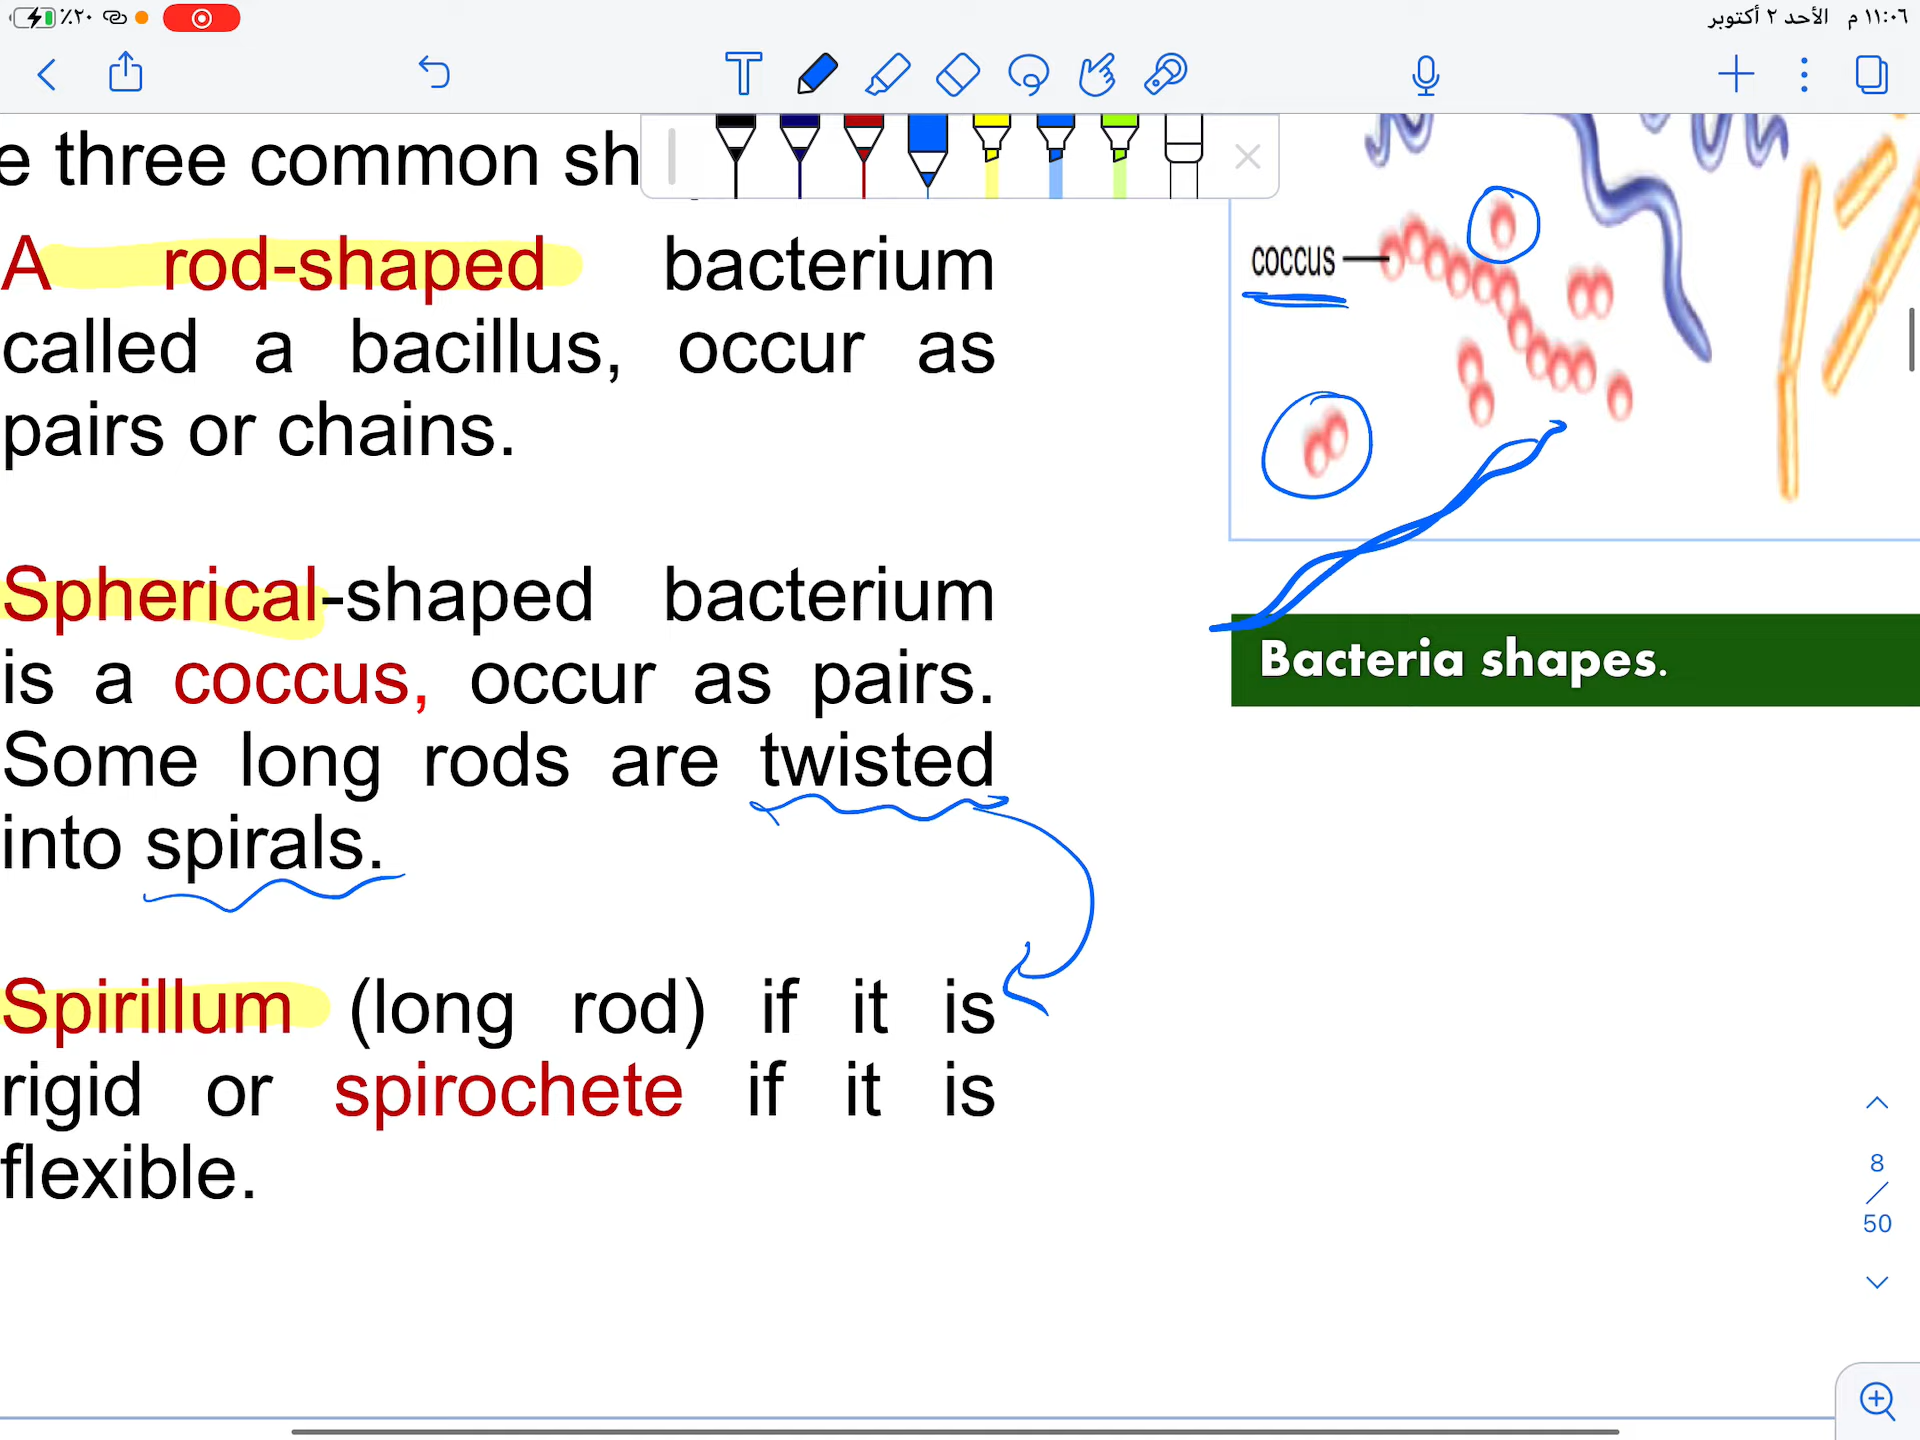 ٪٢٠
١١:٠٦ م الأحد ٢ أكتوبر
e three common sh
A rod-shaped bacterium
called a bacillus, occur as
pairs or chains.
Spherical-shaped bacterium
is a coccus, occur as pairs.
Some long rods are twisted
into spirals.
Spirillum (long rod) if it is
rigid or spirochete if it is
flexible.
coccus
Bacteria shapes.
8
/
50